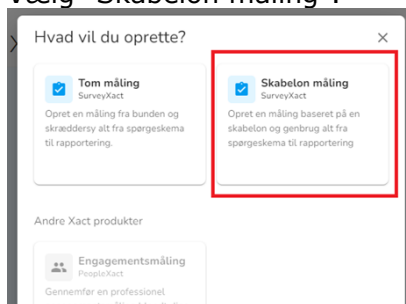 Vælg "Skabelon måling".
Hvad vil du oprette?
Tom måling
SurveyXact
Opret en måling fra bunden og
skræddersy alt fra spørgeskema
til rapportering.
Skabelon måling
SurveyXact
Opret en måling baseret på en
skabelon og genbrug alt fra
spørgeskema til rapportering
Andre Xact produkter
Engagementsmåling
PeopleXact
Gennemfør en professionel